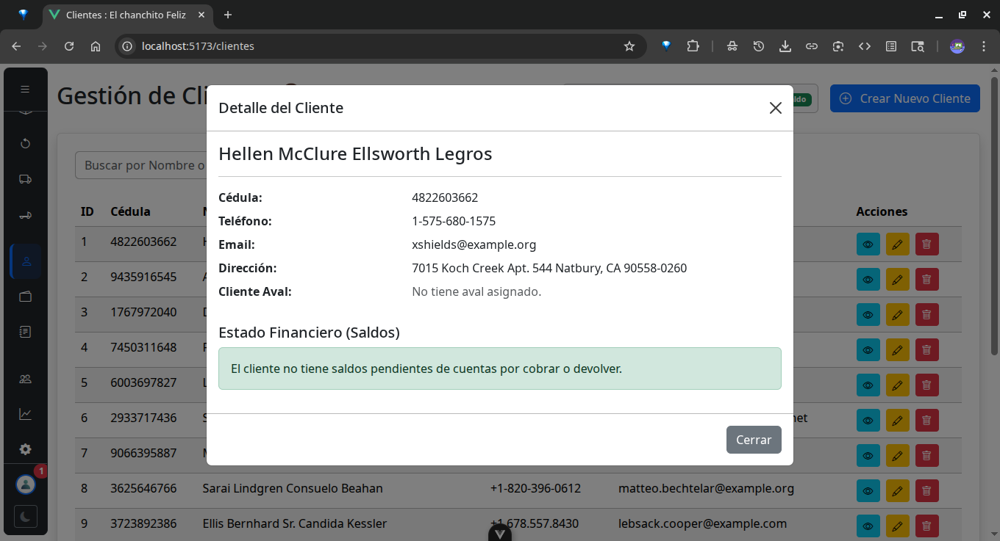 Clientes : El chanchito Feliz
localhost:5173/clientes
Gestión de Cli
ldo
Crear Nuevo Cliente
Detalle del Cliente
Hellen McClure Ellsworth Legros
Buscar por Nombre o
Cédula: 4822603662
Teléfono: 1-575-680-1575
Email: xshields@example.org
Dirección: 7015 Koch Creek Apt. 544 Natbury, CA 90558-0260
Cliente Aval: No tiene aval asignado.
Estado Financiero (Saldos)
El cliente no tiene saldos pendientes de cuentas por cobrar o devolver.
Cerrar
ID Cédula Acciones
1 4822603662
2 9435916545
3 1767972040
4 7450311648
5 6003697827
6 2933717436 net
7 9066395887
8 3625646766 Sarai Lindgren Consuelo Beahan +1-820-396-0612 matteo.bechtelar@example.org
9 3723892386 Ellis Bernhard Sr. Candida Kessler +1.678.557.8430 lebsack.cooper@example.com
1